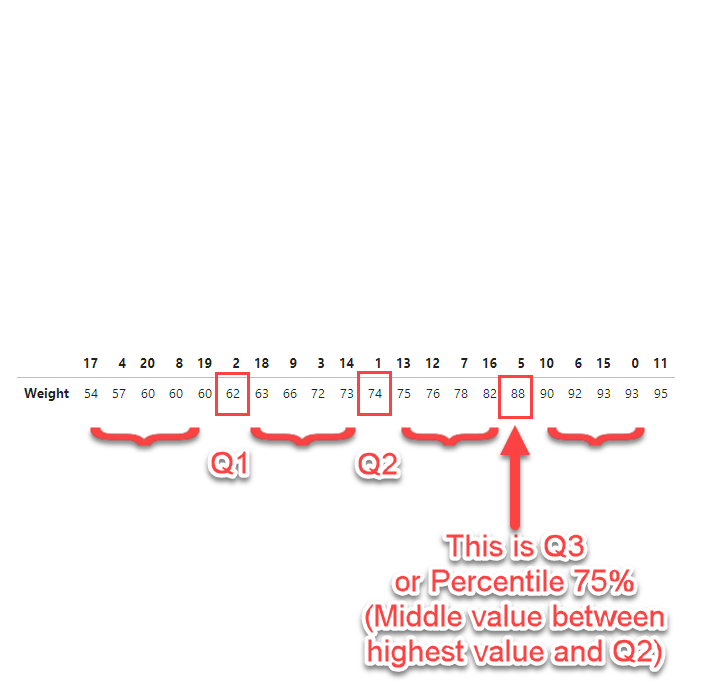 17 4 20 8 19 2 18 9 3 14 1 13 12 7 16 5 10 6 15 0 11
Weight 54 57 60 60 60 62 63 66 72 73 74 75 76 78 82 88 90 92 93 93 95
Q1 Q2
This is Q3
or Percentile 75%
(Middle value between
highest value and Q2)